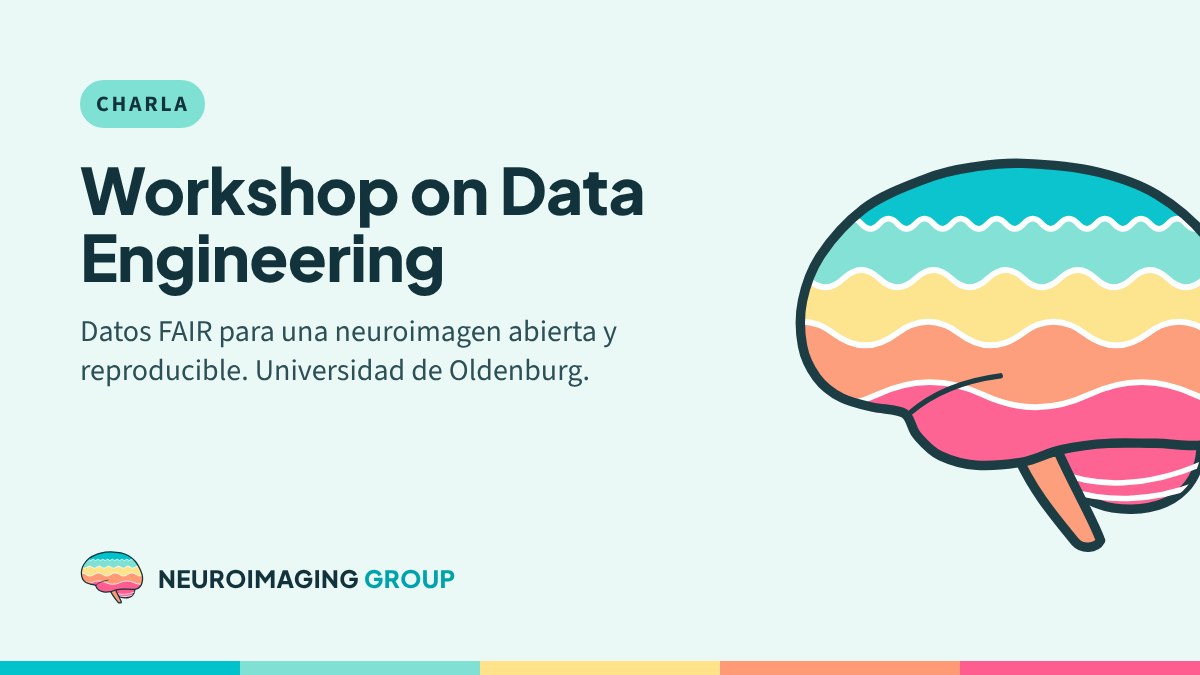 CHARLA
Workshop on Data
Engineering
Datos FAIR para una neuroimagen abierta y
reproducible. Universidad de Oldenburg.
NEUROIMAGING GROUP